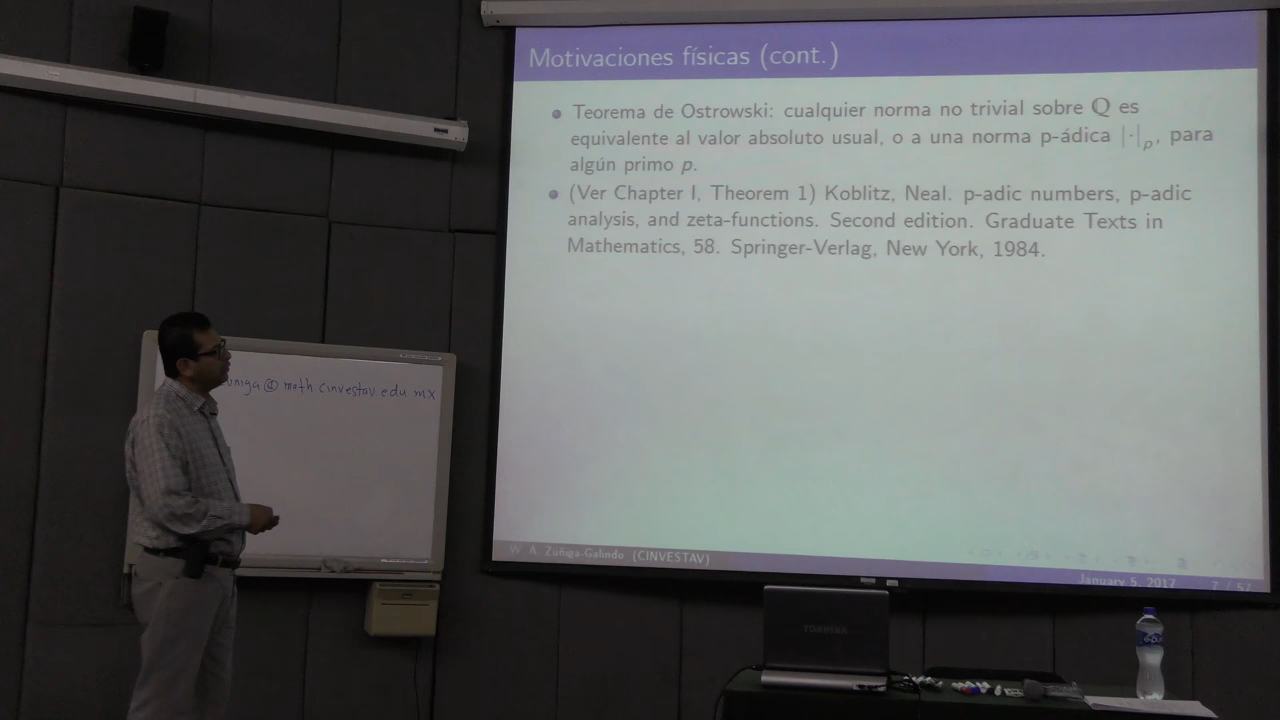 Motivaciones físicas (cont.)
Teorema de Ostrowski: cualquier norma no trivial sobre ℚ es
equivalente al valor absoluto usual, o a una norma p-ádica |·|ₚ, para
algún primo p.
(Ver Chapter I, Theorem 1) Koblitz, Neal. p-adic numbers, p-adic
analysis, and zeta-functions. Second edition. Graduate Texts in
Mathematics, 58. Springer-Verlag, New York, 1984.
W. A. Zuñiga-Galindo (CINVESTAV)
January 5, 2017 7 / 57
uniga@math cinvestav edu mx
TOSHIBA